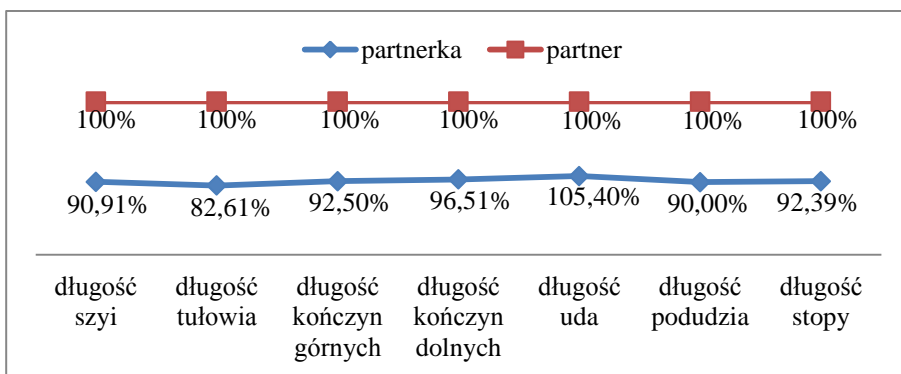 partnerka partner
100% 100% 100% 100% 100% 100% 100%
90,91% 82,61% 92,50% 96,51% 105,40% 90,00% 92,39%
długość szyi
długość tułowia
długość kończyn górnych
długość kończyn dolnych
długość uda
długość podudzia
długość stopy